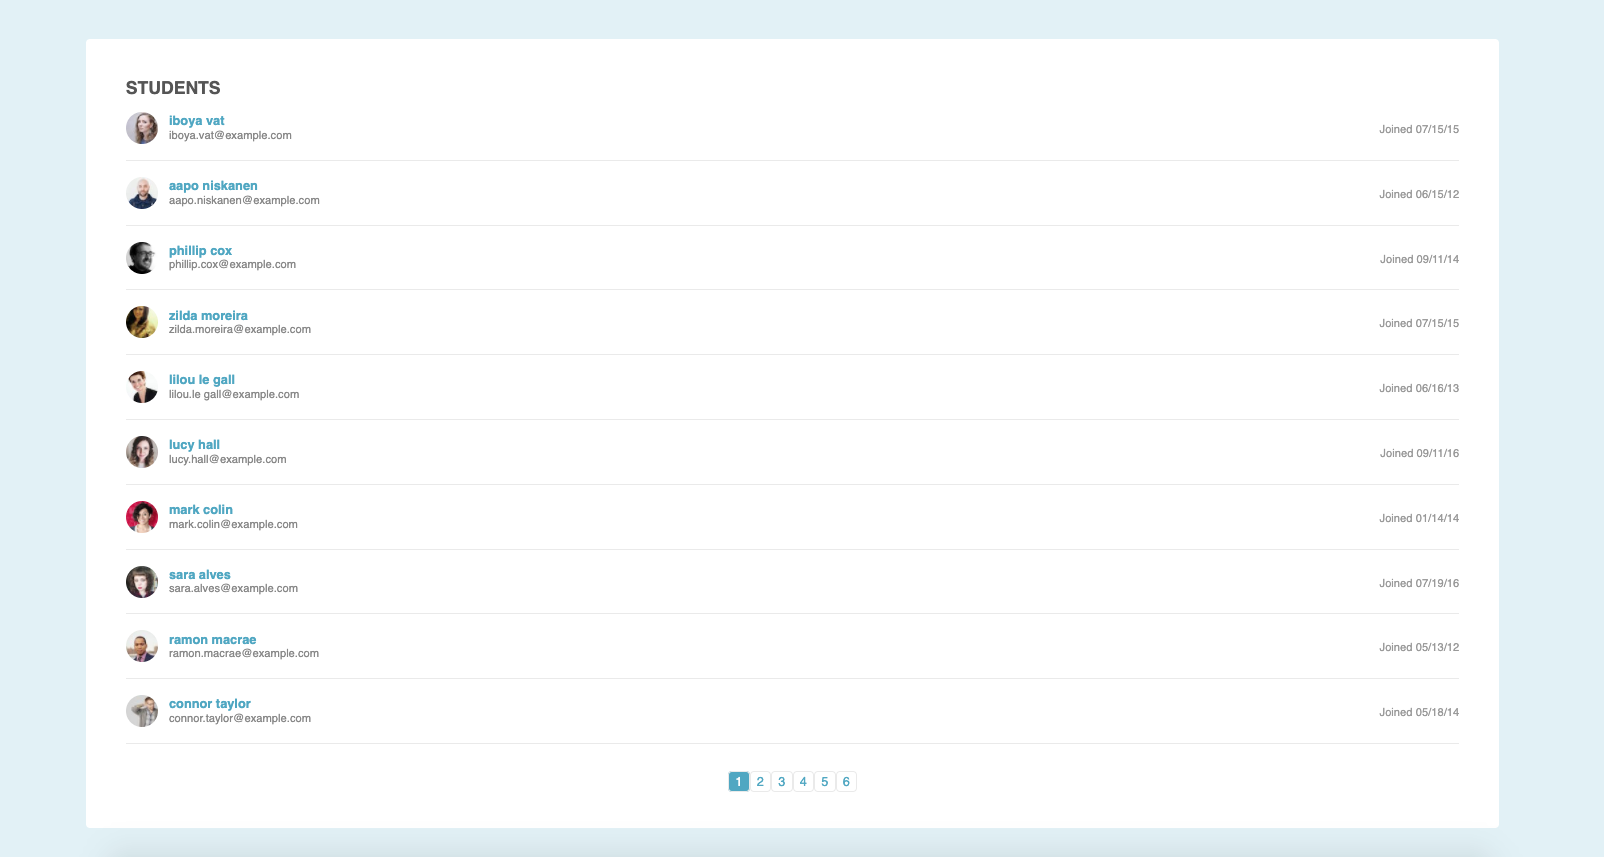 STUDENTS
iboya vat
iboya.vat@example.com
Joined 07/15/15
aapo niskanen
aapo.niskanen@example.com
Joined 06/15/12
phillip cox
phillip.cox@example.com
Joined 09/11/14
zilda moreira
zilda.moreira@example.com
Joined 07/15/15
lilou le gall
lilou.le gall@example.com
Joined 06/16/13
lucy hall
lucy.hall@example.com
Joined 09/11/16
mark colin
mark.colin@example.com
Joined 01/14/14
sara alves
sara.alves@example.com
Joined 07/19/16
ramon macrae
ramon.macrae@example.com
Joined 05/13/12
connor taylor
connor.taylor@example.com
Joined 05/18/14
1 2 3 4 5 6